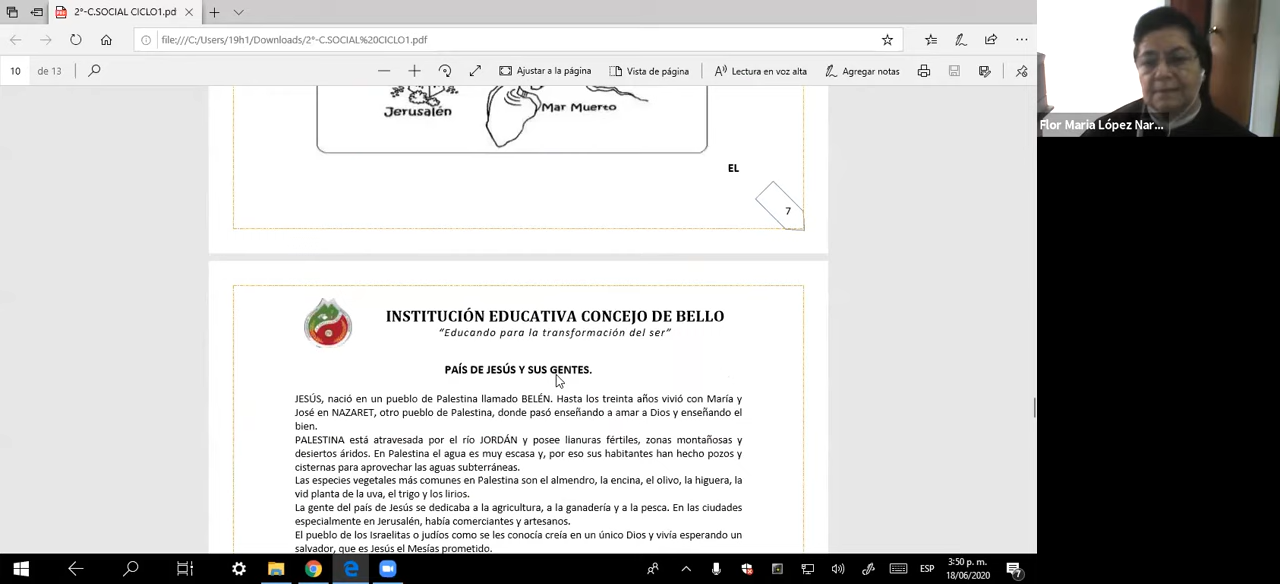 2°-C.SOCIAL CICLO1.pd
file:///C:/Users/19h1/Downloads/2°-C.SOCIAL%20CICLO1.pdf
10 de 13
Ajustar a la página
Vista de página
Lectura en voz alta
Agregar notas
Flor Maria López Nar...
Jerusalén
Mar Muerto
EL
7
INSTITUCIÓN EDUCATIVA CONCEJO DE BELLO
“Educando para la transformación del ser”
PAÍS DE JESÚS Y SUS GENTES.
JESÚS, nació en un pueblo de Palestina llamado BELÉN. Hasta los treinta años vivió con María y
José en NAZARET, otro pueblo de Palestina, donde pasó enseñando a amar a Dios y enseñando el
bien.
PALESTINA está atravesada por el río JORDÁN y posee lianuras fértiles, zonas montañosas y
desiertos áridos. En Palestina el agua es muy escasa y, por eso sus habitantes han hecho pozos y
cisternas para aprovechar las aguas subterráneas.
Las especies vegetales más comunes en Palestina son el almendro, la encina, el olivo, la higuera, la
vid planta de la uva, el trigo y los lirios.
La gente del país de Jesús se dedicaba a la agricultura, a la ganadería y a la pesca. En las ciudades
especialmente en Jerusalén, había comerciantes y artesanos.
El pueblo de los Israelitas o judíos como se les conocía creía en un único Dios y vivía esperando un
salvador, que es Jesús el Mesías prometido.
ESP
3:50 p. m.
18/06/2020
7